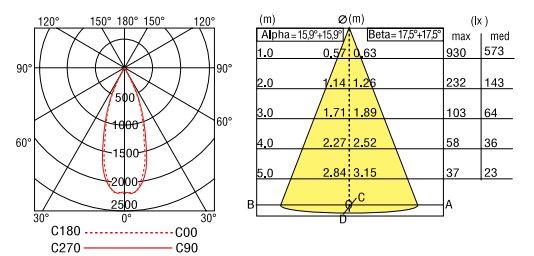 120° 150° 180° 150° 120°
90° 90°
500
60° 1000 60°
1500
2000
2500
30° 0° 30°
C180 C00
C270 C90
(m) Ø(m) (lx)
Alpha=15,9°+15,9° Beta=17,5°+17,5° max med
1.0 0,57 0,63 930 573
2.0 1.14 1.26 232 143
3.0 1.71 1.89 103 64
4,0 2.27 2.52 58 36
5,0 2.84 3.15 37 23
C
B A
D